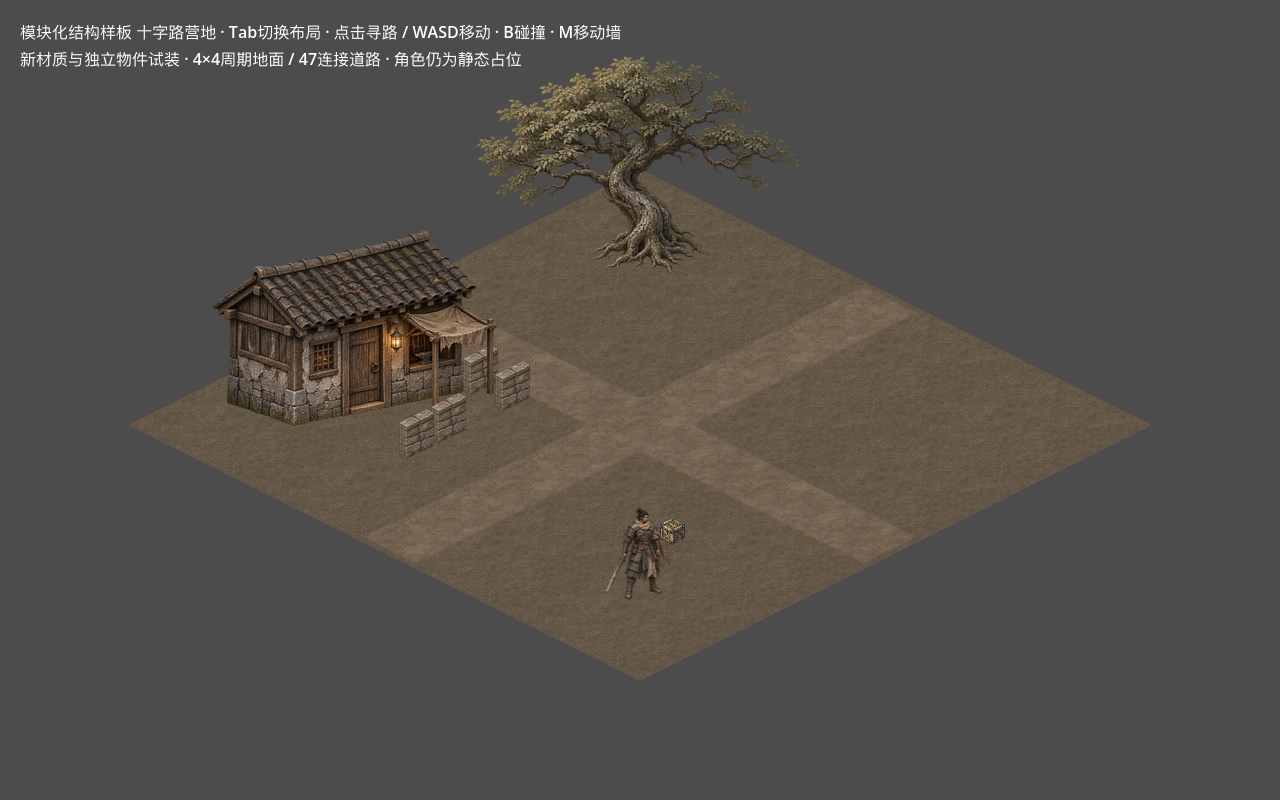 模块化结构样板 十字路营地 · Tab切换布局 · 点击寻路 / WASD移动 · B碰撞 · M移动墙
新材质与独立物件试装 · 4×4周期地面 / 47连接道路 · 角色仍为静态占位